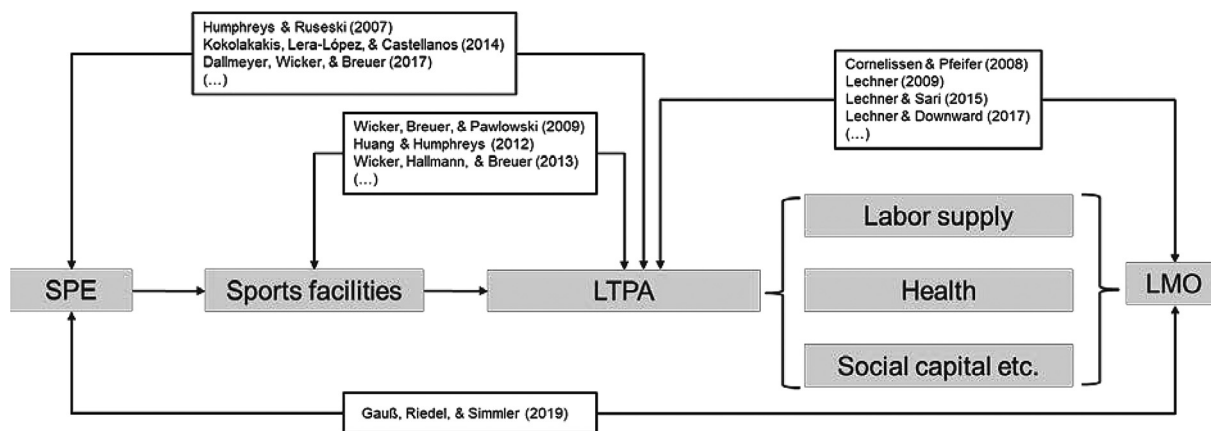 Humphreys & Ruseski (2007)
Kokolakakis, Lera-López, & Castellanos (2014)
Dallmeyer, Wicker, & Breuer (2017)
(…)
Cornelissen & Pfeifer (2008)
Lechner (2009)
Lechner & Sari (2015)
Lechner & Downward (2017)
(…)
Wicker, Breuer, & Pawlowski (2009)
Huang & Humphreys (2012)
Wicker, Hallmann, & Breuer (2013)
(…)
SPE
Sports facilities
LTPA
Labor supply
Health
Social capital etc.
LMO
Gauß, Riedel, & Simmler (2019)